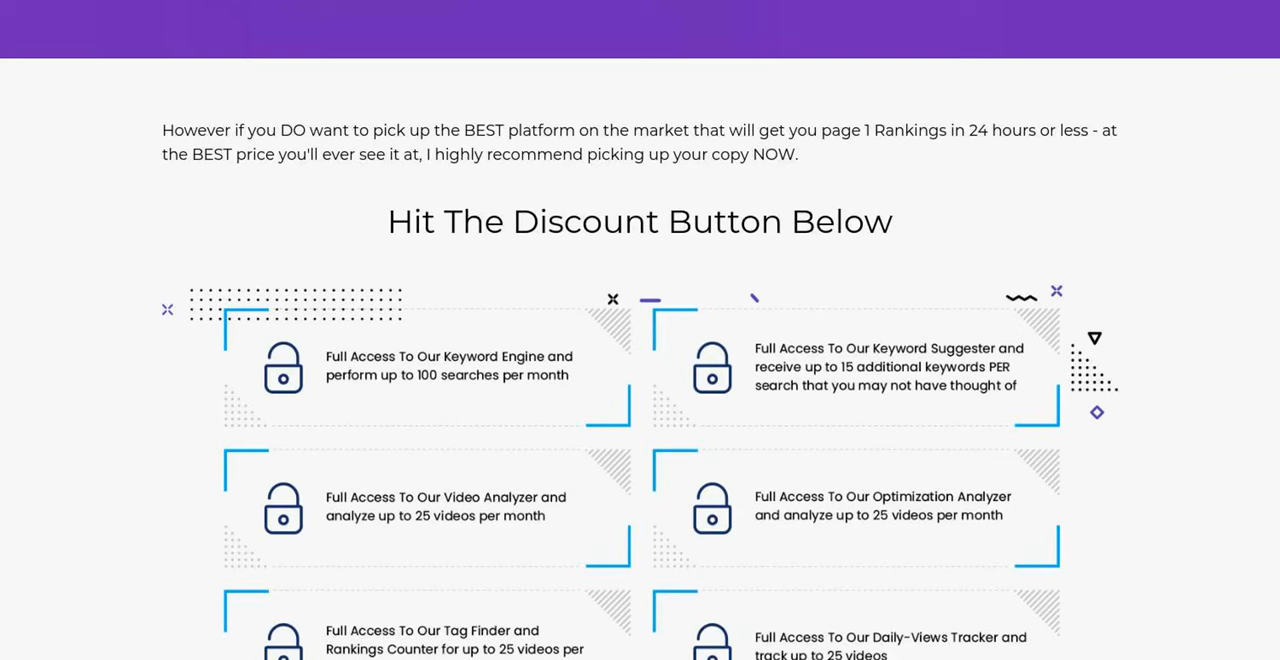 However if you DO want to pick up the BEST platform on the market that will get you page 1 Rankings in 24 hours or less - at
the BEST price you'll ever see it at, I highly recommend picking up your copy NOW.
Hit The Discount Button Below
Full Access To Our Keyword Engine and
perform up to 100 searches per month
Full Access To Our Keyword Suggester and
receive up to 15 additional keywords PER
search that you may not have thought of
Full Access To Our Video Analyzer and
analyze up to 25 videos per month
Full Access To Our Optimization Analyzer
and analyze up to 25 videos per month
Full Access To Our Tag Finder and
Rankings Counter for up to 25 videos per
Full Access To Our Daily-Views Tracker and
track up to 25 videos